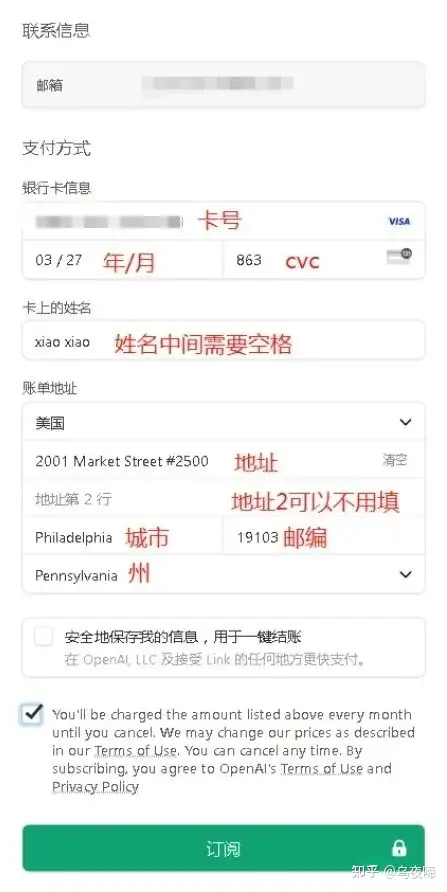 联系信息
邮箱
支付方式
银行卡信息
卡号 VISA
03 / 27 年/月 863 cvc
卡上的姓名
xiao xiao 姓名中间需要空格
账单地址
美国
2001 Market Street #2500 地址 清空
地址第 2 行 地址2可以不用填
Philadelphia 城市 19103 邮编
Pennsylvania 州
安全地保存我的信息，用于一键结账
在 OpenAI, LLC 及接受 Link 的任何地方更快支付。
You'll be charged the amount listed above every month
until you cancel. We may change our prices as described
in our Terms of Use. You can cancel any time. By
subscribing, you agree to OpenAI's Terms of Use and
Privacy Policy
订阅
知乎 @乌夜啼